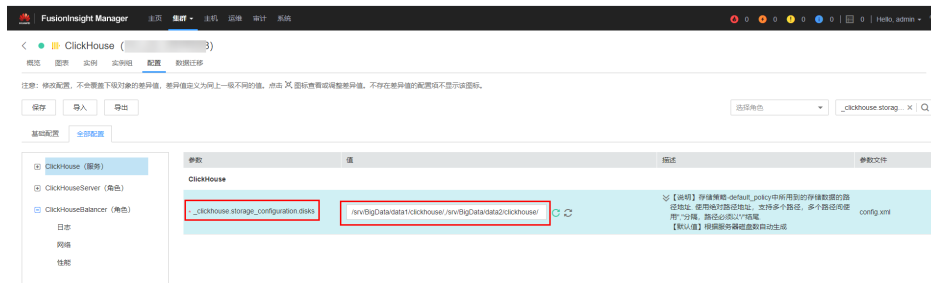 FusionInsight Manager 主页 集群 主机 运维 审计 系统 0 0 0 0 0 Hello, admin
ClickHouse ( 3)
概览 图表 实例 实例组 配置 数据迁移
注意：修改配置，不会覆盖下级对象的差异值，差异值定义为同上一级不同的值。点击 图标查看或调整差异值。不存在差异值的配置项不显示该图标。
保存 导入 导出 选择角色 _clickhouse.storag...
基础配置 全部配置
参数 值 描述 参数文件
ClickHouse（服务）
ClickHouse
ClickHouseServer（角色）
ClickHouseBalancer（角色）
日志
网络
性能
_clickhouse.storage_configuration.disks
/srv/BigData/data1/clickhouse/,/srv/BigData/data2/clickhouse/
【说明】存储策略-default_policy中所用到的存储数据的路
径地址. 使用绝对路径地址，支持多个路径，多个路径间使
用","分隔，路径必须以"/"结尾
【默认值】根据服务器磁盘数自动生成
config.xml